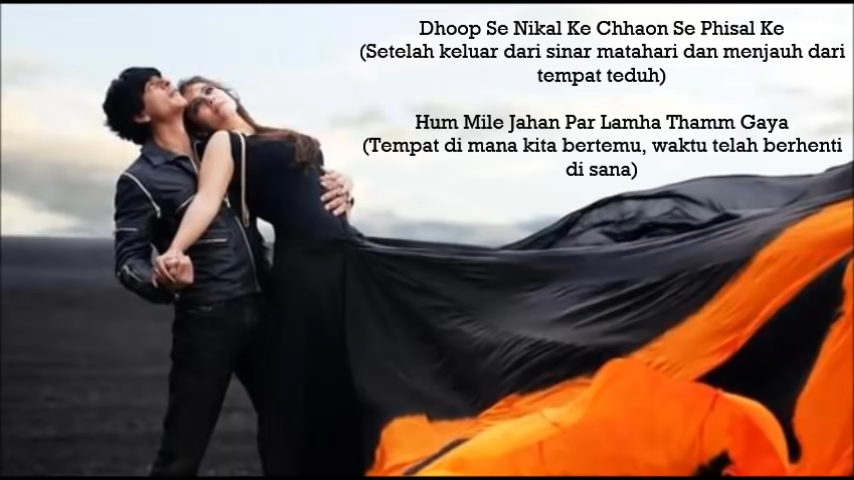 Dhoop Se Nikal Ke Chhaon Se Phisal Ke
(Setelah keluar dari sinar matahari dan menjauh dari
tempat teduh)
Hum Mile Jahan Par Lamha Thamm Gaya
(Tempat di mana kita bertemu, waktu telah berhenti
di sana)